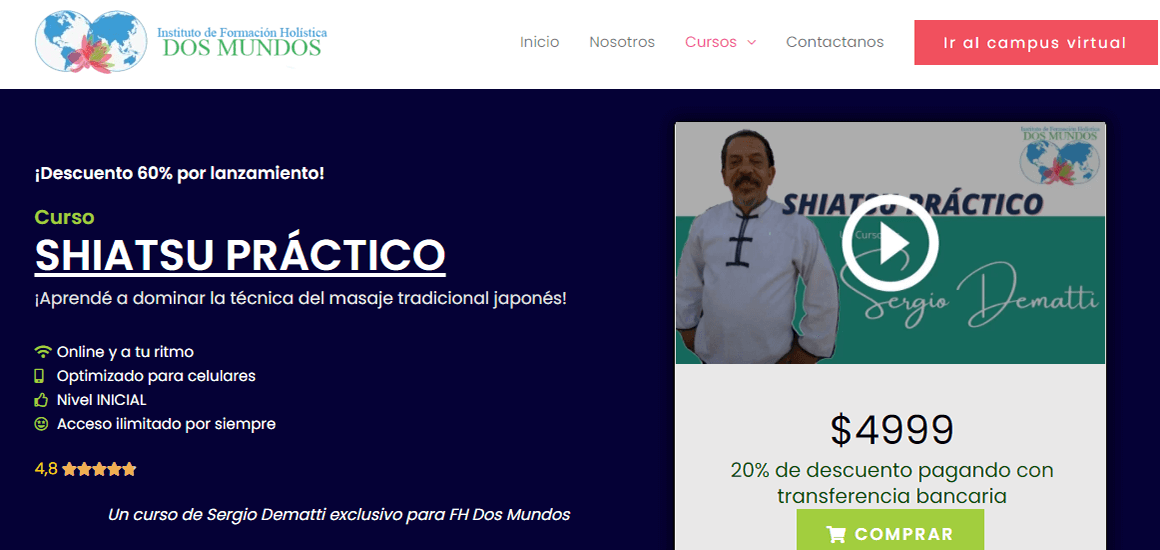 Instituto de Formación Holística
DOS MUNDOS
Inicio
Nosotros
Cursos
Contactanos
Ir al campus virtual
¡Descuento 60% por lanzamiento!
Curso
SHIATSU PRÁCTICO
¡Aprendé a dominar la técnica del masaje tradicional japonés!
Online y a tu ritmo
Optimizado para celulares
Nivel INICIAL
Acceso ilimitado por siempre
4,8
Un curso de Sergio Dematti exclusivo para FH Dos Mundos
Instituto de Formación Holística
DOS MUNDOS
SHIATSU PRÁCTICO
Curso
Sergio Dematti
$4999
20% de descuento pagando con
transferencia bancaria
COMPRAR